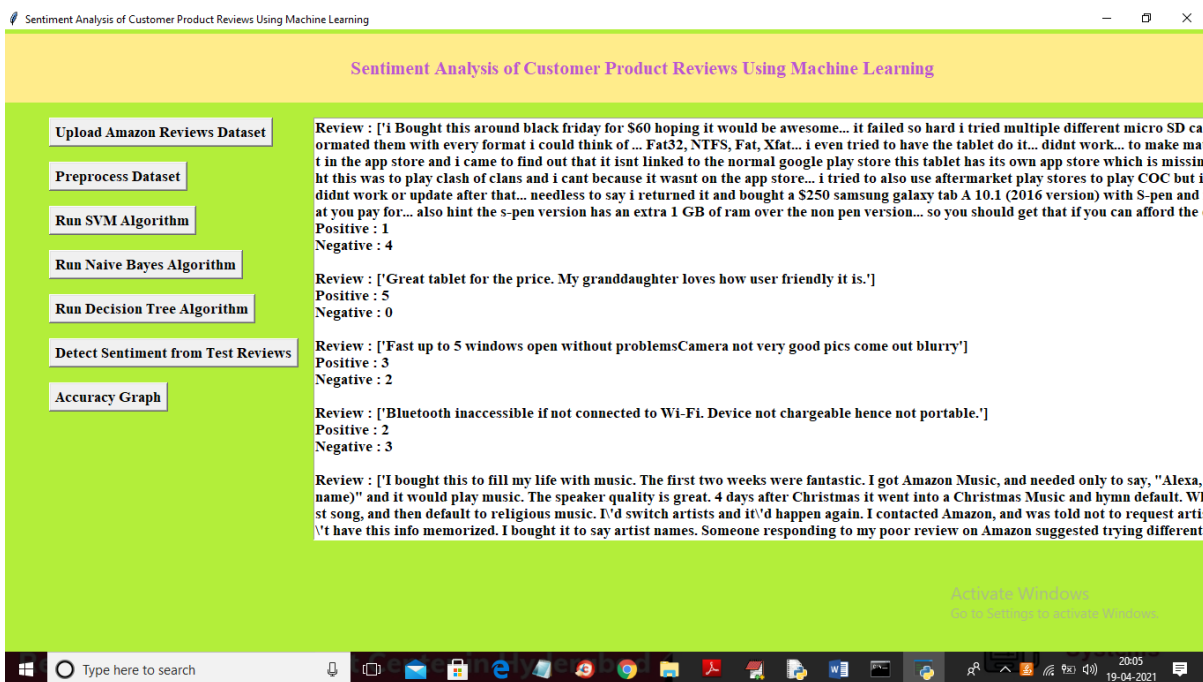 Sentiment Analysis of Customer Product Reviews Using Machine Learning
Sentiment Analysis of Customer Product Reviews Using Machine Learning
Upload Amazon Reviews Dataset
Preprocess Dataset
Run SVM Algorithm
Run Naive Bayes Algorithm
Run Decision Tree Algorithm
Detect Sentiment from Test Reviews
Accuracy Graph
Review : ['i Bought this around black friday for $60 hoping it would be awesome... it failed so hard i tried multiple different micro SD ca
ormated them with every format i could think of ... Fat32, NTFS, Fat, Xfat... i even tried to have the tablet do it... didnt work... to make ma
t in the app store and i came to find out that it isnt linked to the normal google play store this tablet has its own app store which is missin
ht this was to play clash of clans and i cant because it wasnt on the app store... i tried to also use aftermarket play stores to play COC but i
didnt work or update after that... needless to say i returned it and bought a $250 samsung galaxy tab A 10.1 (2016 version) with S-pen and
at you pay for... also hint the s-pen version has an extra 1 GB of ram over the non pen version... so you should get that if you can afford the
Positive : 1
Negative : 4
Review : ['Great tablet for the price. My granddaughter loves how user friendly it is.']
Positive : 5
Negative : 0
Review : ['Fast up to 5 windows open without problemsCamera not very good pics come out blurry']
Positive : 3
Negative : 2
Review : ['Bluetooth inaccessible if not connected to Wi-Fi. Device not chargeable hence not portable.']
Positive : 2
Negative : 3
Review : ['I bought this to fill my life with music. The first two weeks were fantastic. I got Amazon Music, and needed only to say, "Alexa,
name)" and it would play music. The speaker quality is great. 4 days after Christmas it went into a Christmas Music and hymn default. Wh
st song, and then default to religious music. I\'d switch artists and it\'d happen again. I contacted Amazon, and was told not to request arti
\'t have this info memorized. I bought it to say artist names. Someone responding to my poor review on Amazon suggested trying different
Activate Windows
Go to Settings to activate Windows.
Type here to search
20:05
19-04-2021